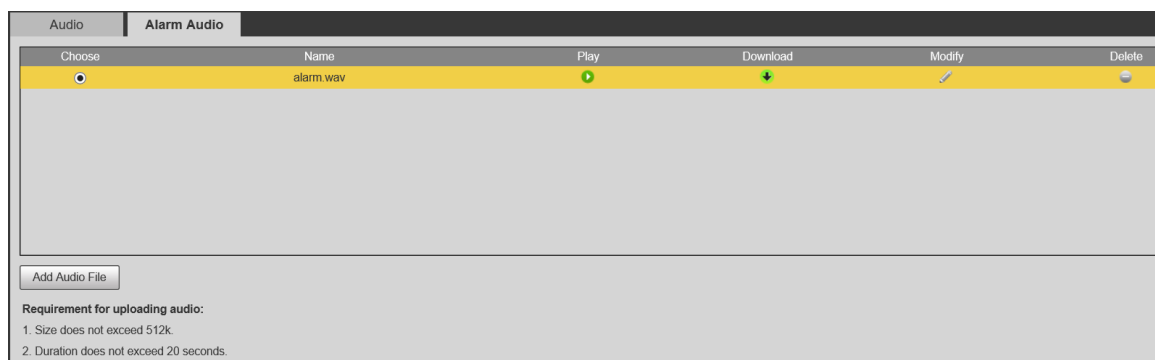 Audio Alarm Audio
Choose Name Play Download Modify Delete
alarm.wav
Add Audio File
Requirement for uploading audio:
1. Size does not exceed 512k.
2. Duration does not exceed 20 seconds.